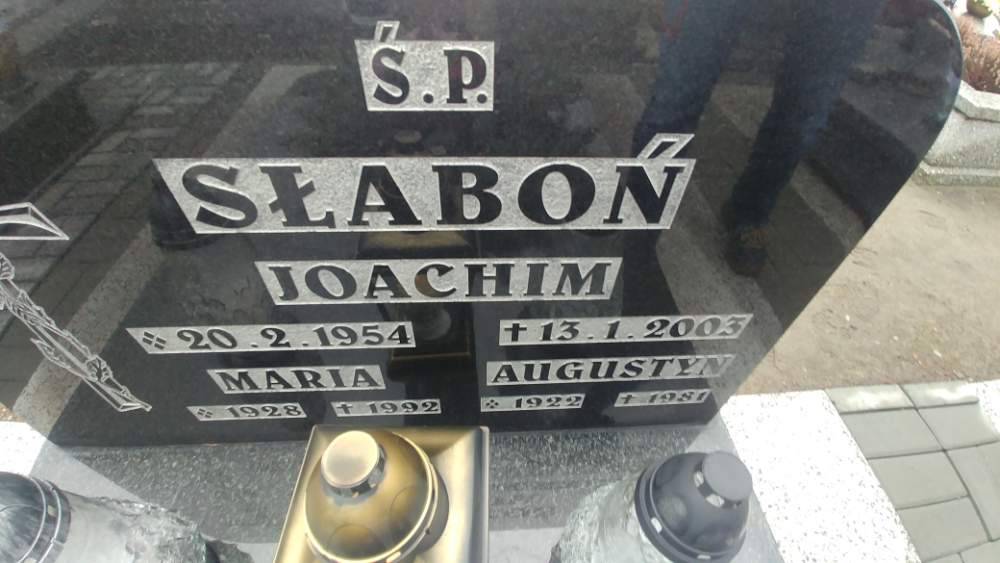 Ś.P.
SŁABOŃ
JOACHIM
20.2.1954 ✝ 13.1.2003
MARIA AUGUSTYN
1928 ✝ 1992 1922 ✝ 1981